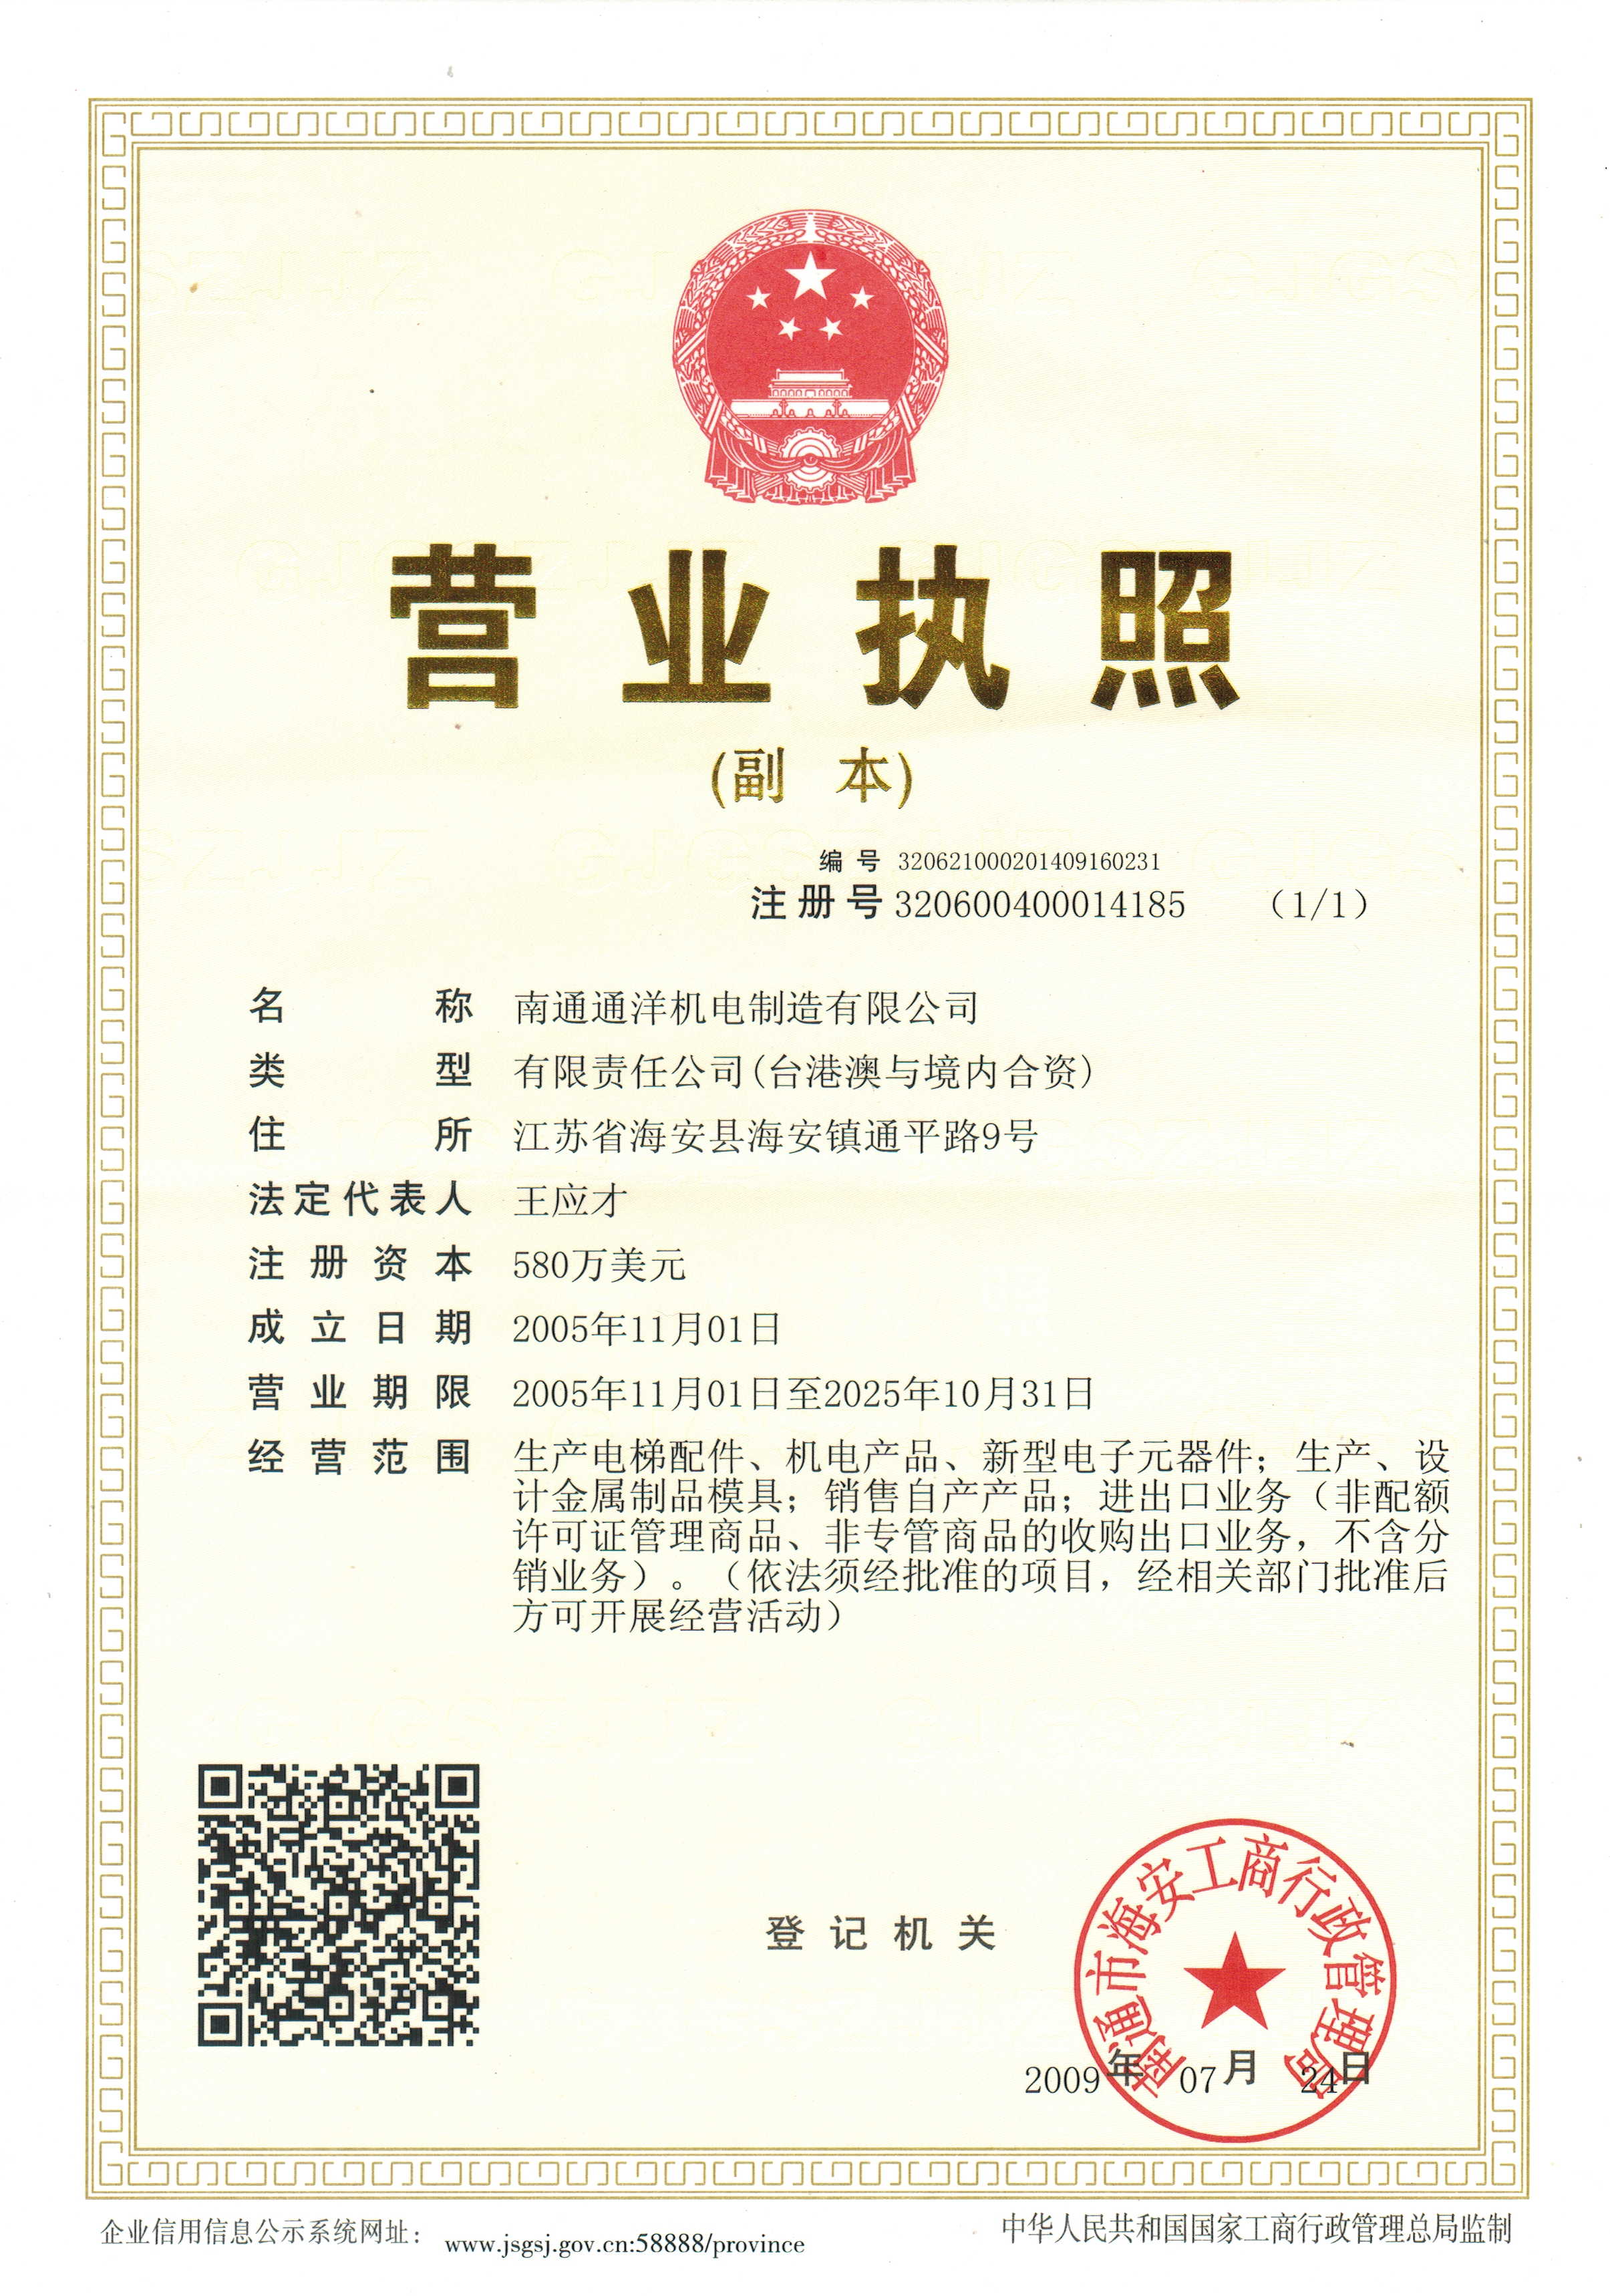 营业执照
(副 本)
编号 320621000201409160231
注册号 320600400014185 （1/1）
名称 南通通洋机电制造有限公司
类型 有限责任公司(台港澳与境内合资)
住所 江苏省海安县海安镇通平路9号
法定代表人 王应才
注册资本 580万美元
成立日期 2005年11月01日
营业期限 2005年11月01日至2025年10月31日
经营范围 生产电梯配件、机电产品、新型电子元器件；生产、设
计金属制品模具；销售自产产品；进出口业务（非配额
许可证管理商品、非专管商品的收购出口业务，不含分
销业务）。（依法须经批准的项目，经相关部门批准后
方可开展经营活动）
登记机关
南通市海安工商行政管理局
2009年 07月 24日
企业信用信息公示系统网址： www.jsgsj.gov.cn:58888/province
中华人民共和国国家工商行政管理总局监制